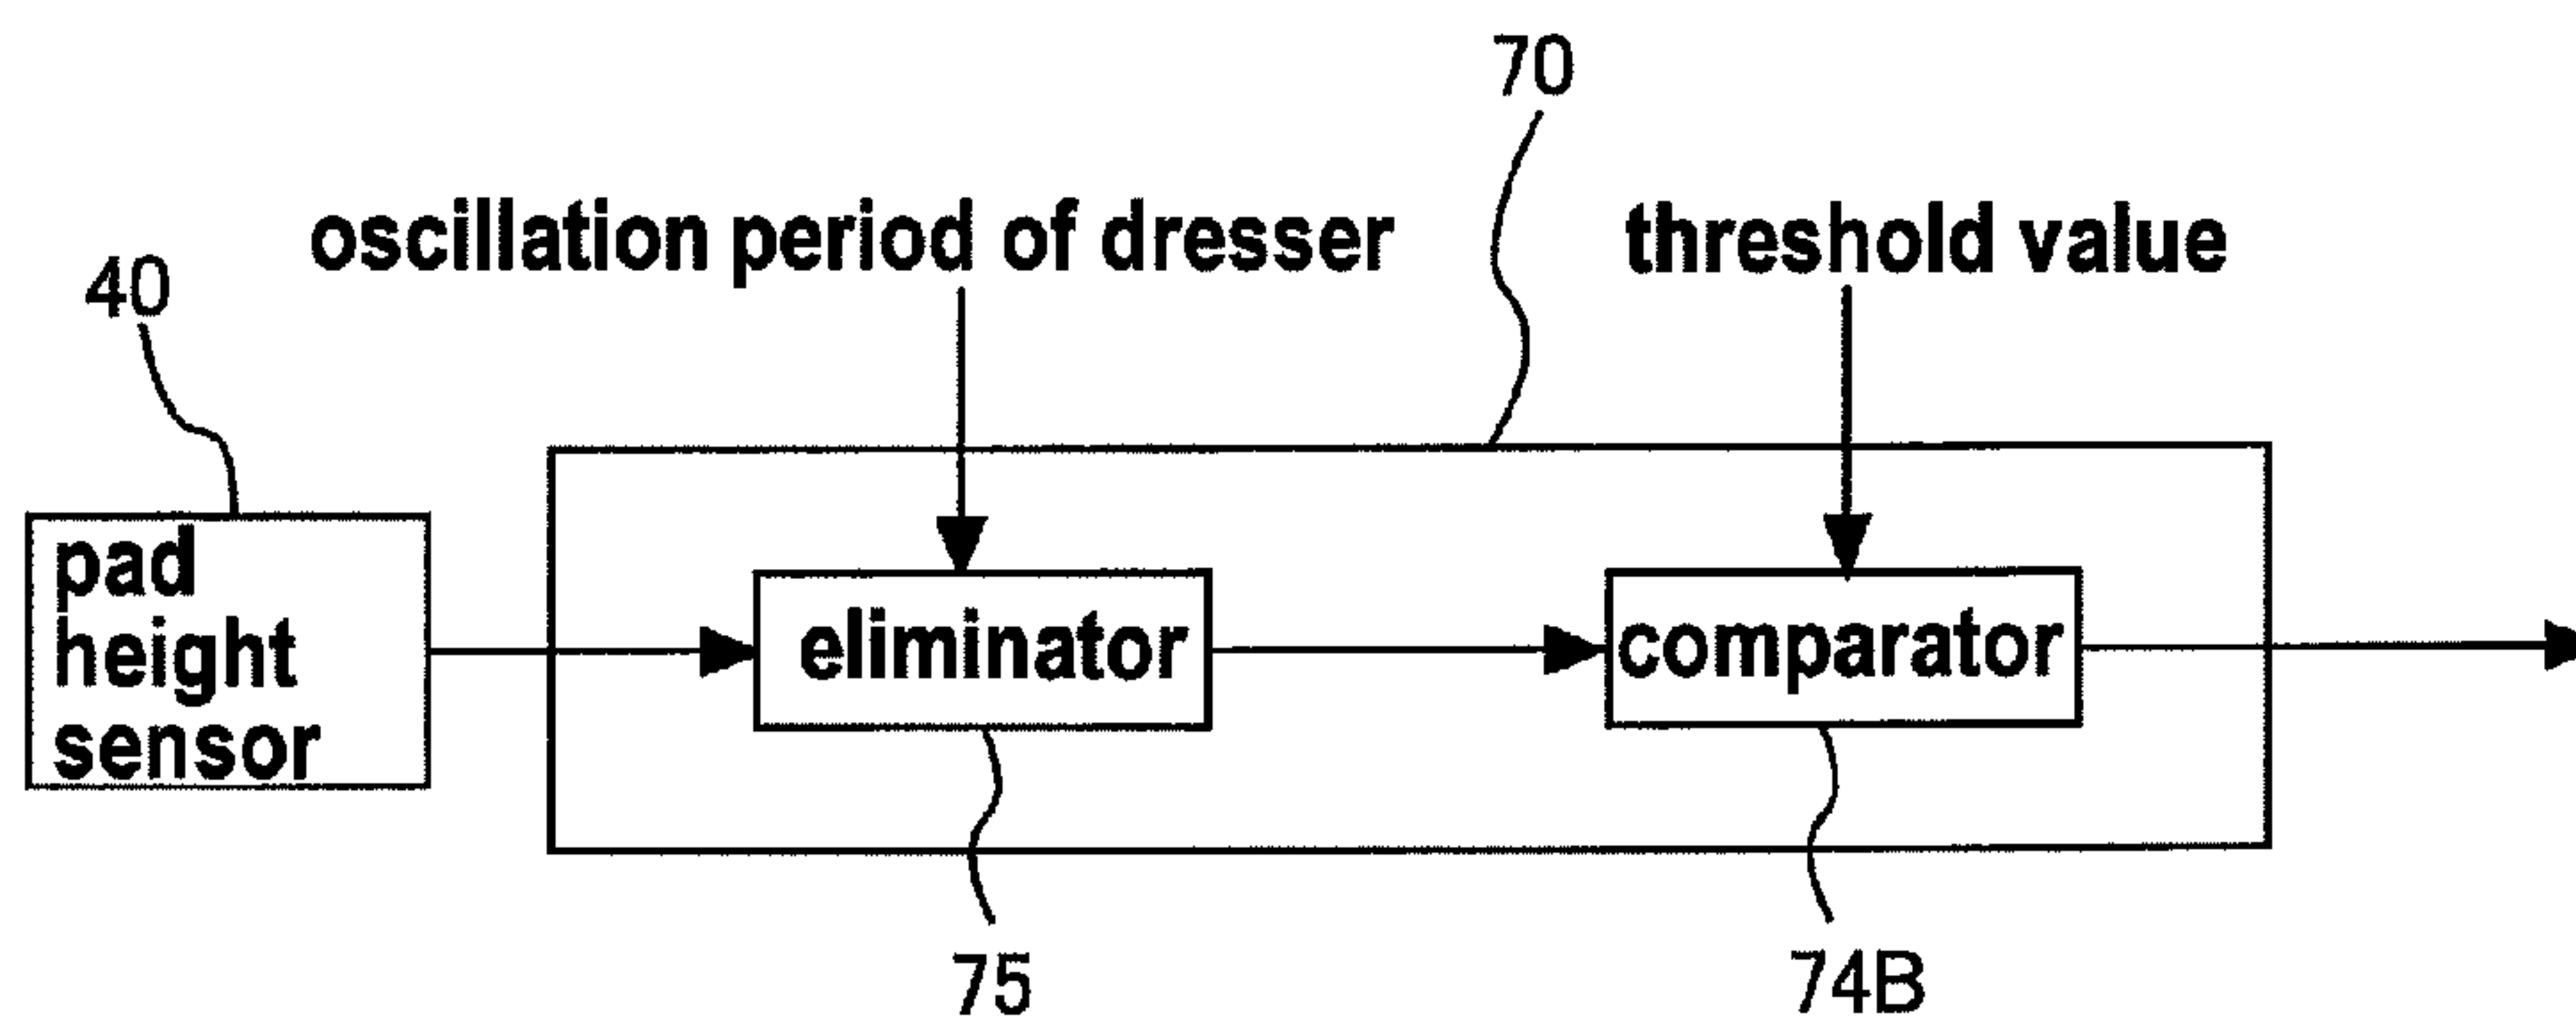 70
oscillation period of dresser
threshold value
40
pad
height
sensor
eliminator
comparator
75
74B